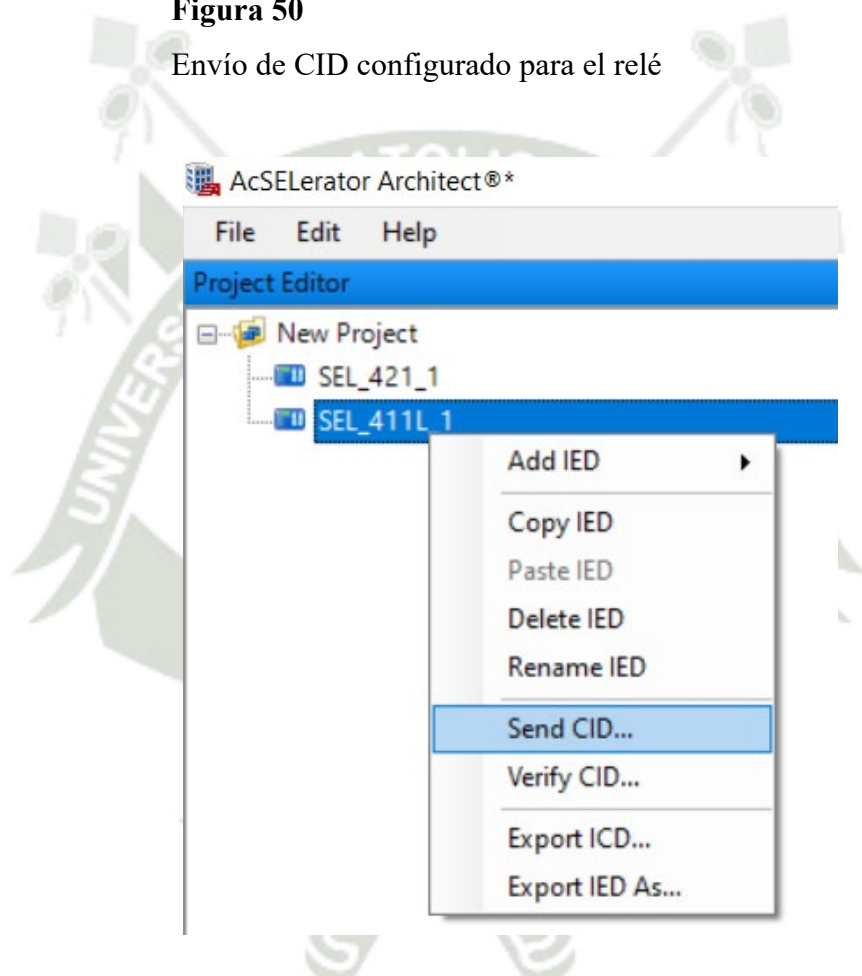 Figura 50
Envío de CID configurado para el relé
AcSELerator Architect®*
File Edit Help
Project Editor
New Project
SEL_421_1
SEL_411L_1
Add IED
Copy IED
Paste IED
Delete IED
Rename IED
Send CID...
Verify CID...
Export ICD...
Export IED As...